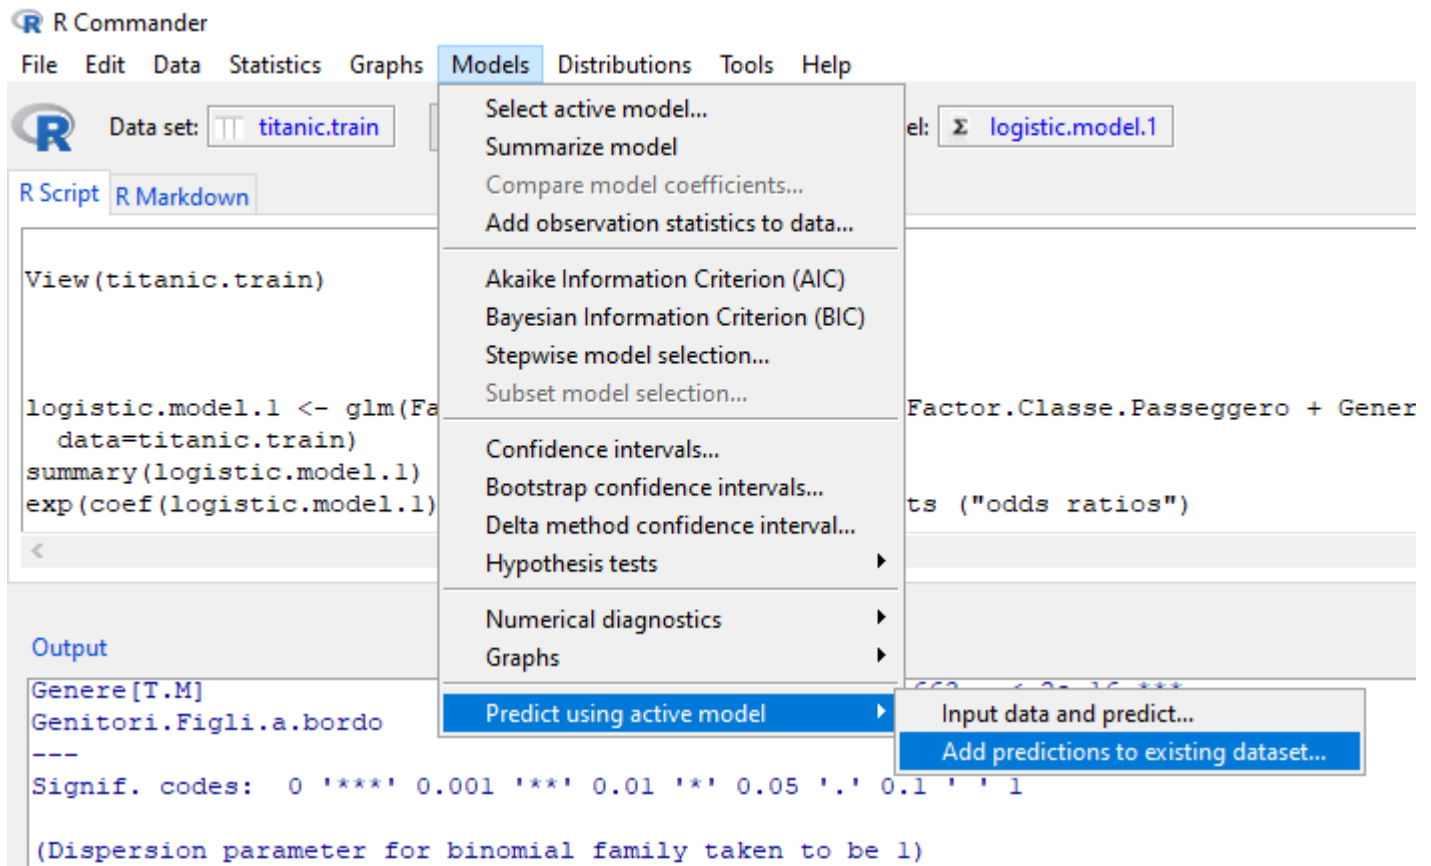 R Commander
File Edit Data Statistics Graphs Models Distributions Tools Help
R Data set: titanic.train el: Σ logistic.model.1
R Script R Markdown
Select active model...
Summarize model
Compare model coefficients...
Add observation statistics to data...
Akaike Information Criterion (AIC)
Bayesian Information Criterion (BIC)
Stepwise model selection...
Subset model selection...
Confidence intervals...
Bootstrap confidence intervals...
Delta method confidence interval...
Hypothesis tests
Numerical diagnostics
Graphs
Predict using active model
Input data and predict...
Add predictions to existing dataset...
View(titanic.train)
logistic.model.1 <- glm(Fa Factor.Classe.Passeggero + Gener
data=titanic.train)
summary(logistic.model.1)
exp(coef(logistic.model.1) ts ("odds ratios")
Output
Genere[T.M]
Genitori.Figli.a.bordo
---
Signif. codes: 0 '***' 0.001 '**' 0.01 '*' 0.05 '.' 0.1 ' ' 1
(Dispersion parameter for binomial family taken to be 1)